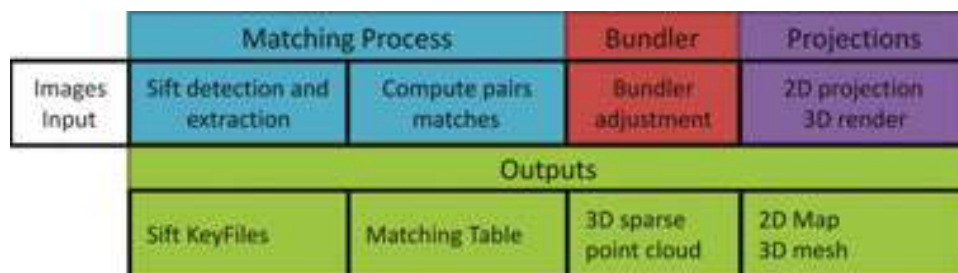 Matching Process
Bundler
Projections
Images
Input
Sift detection and
extraction
Compute pairs
matches
Bundler
adjustment
2D projection
3D render
Outputs
Sift KeyFiles
Matching Table
3D sparse
point cloud
2D Map
3D mesh